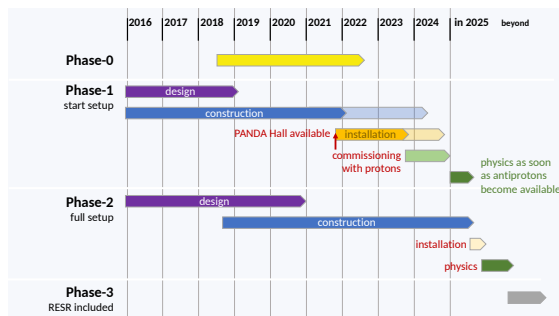 2016 2017 2018 2019 2020 2021 2022 2023 2024 in 2025 beyond
Phase-0
Phase-1
design
start setup
construction
PANDA Hall available
installation
commissioning
with protons
physics as soon
as antiprotons
become available
Phase-2
design
full setup
construction
installation
physics
Phase-3
RESR included